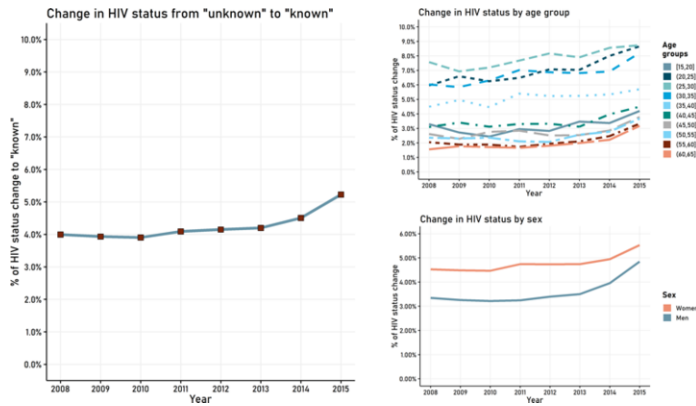 Change in HIV status from "unknown" to "known"
% of HIV status change to "known"
10.0%
9.0%
8.0%
7.0%
6.0%
5.0%
4.0%
3.0%
2.0%
1.0%
0.0%
2008 2009 2010 2011 2012 2013 2014 2015
Year
Change in HIV status by age group
% of HIV status change
10.0%
9.0%
8.0%
7.0%
6.0%
5.0%
4.0%
3.0%
2.0%
1.0%
0.0%
2008 2009 2010 2011 2012 2013 2014 2015
Year
Age
groups
[15,20]
(20,25]
(25,30]
(30,35]
(35,40]
(40,45]
(45,50]
(50,55]
(55,60]
(60,65]
Change in HIV status by sex
% of HIV status change
6.00%
5.00%
4.00%
3.00%
2.00%
1.00%
0.00%
2008 2009 2010 2011 2012 2013 2014 2015
Year
Sex
Women
Men